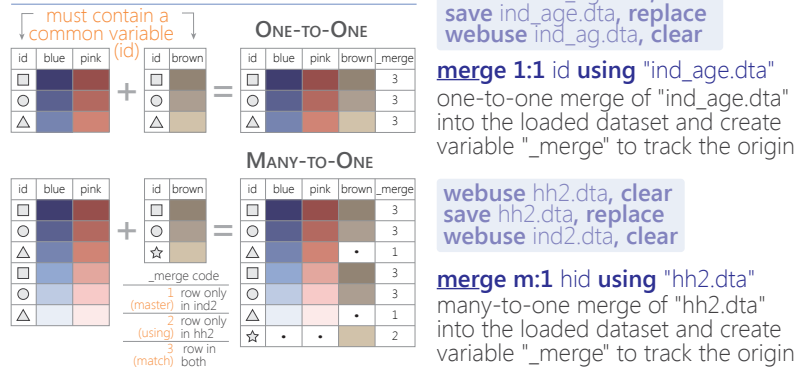 must contain a
common variable
(id)
ONE-TO-ONE
id blue pink
id brown
id blue pink brown _merge
3
3
3
MANY-TO-ONE
id blue pink
id brown
id blue pink brown _merge
3
3
1
3
3
1
2
_merge code
1 row only
(master) in ind2
2 row only
(using) in hh2
3 row in
(match) both
save ind_age.dta, replace
webuse ind_ag.dta, clear
merge 1:1 id using "ind_age.dta"
one-to-one merge of "ind_age.dta"
into the loaded dataset and create
variable "_merge" to track the origin
webuse hh2.dta, clear
save hh2.dta, replace
webuse ind2.dta, clear
merge m:1 hid using "hh2.dta"
many-to-one merge of "hh2.dta"
into the loaded dataset and create
variable "_merge" to track the origin